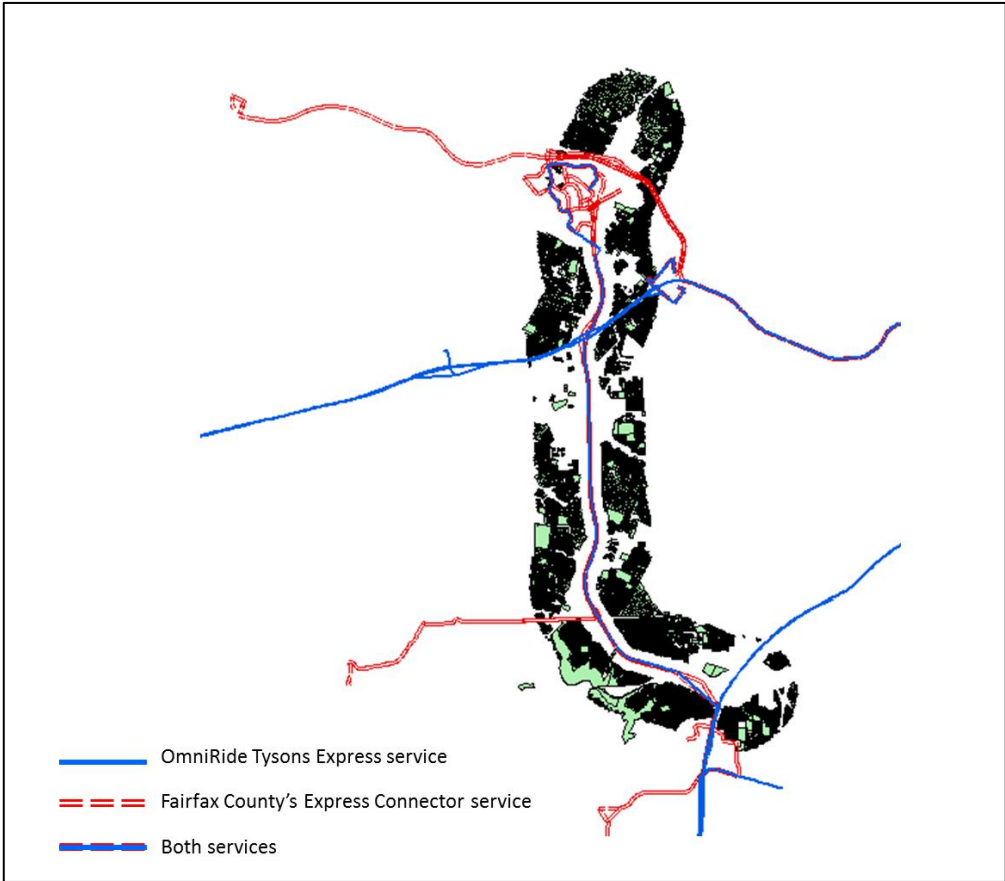 OmniRide Tysons Express service
Fairfax County’s Express Connector service
Both services